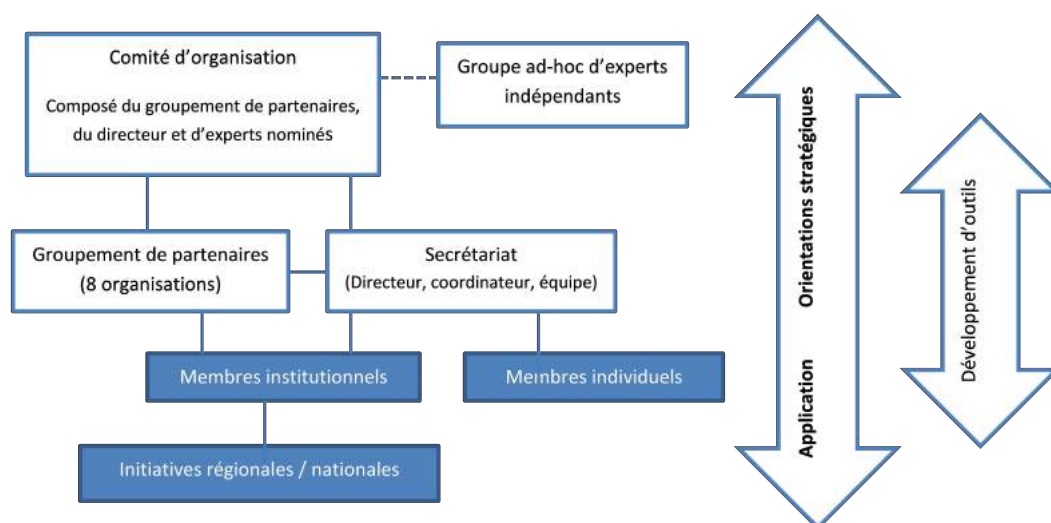 Comité d'organisation
Composé du groupement de partenaires,
du directeur et d'experts nominés
Groupe ad-hoc d'experts
indépendants
Groupement de partenaires
(8 organisations)
Secrétariat
(Directeur, coordinateur, équipe)
Membres institutionnels
Membres individuels
Initiatives régionales / nationales
Application
Orientations stratégiques
Développement d'outils